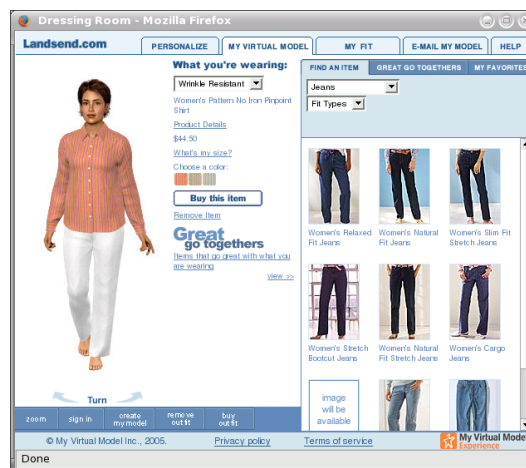 Dressing Room - Mozilla Firefox
Landsend.com
PERSONALIZE
MY VIRTUAL MODEL
MY FIT
E-MAIL MY MODEL
HELP
What you're wearing:
Wrinkle Resistant
Women's Pattern No Iron Pinpoint
Shirt
Product Details
$44.50
What's my size?
Choose a color:
Buy this item
Remove Item
Great
go togethers
Items that go great with what you
are wearing
view >>
Turn
FIND AN ITEM
GREAT GO TOGETHERS
MY FAVORITES
Jeans
Fit Types
Women's Relaxed
Fit Jeans
Women's Natural
Fit Jeans
Women's Slim Fit
Stretch Jeans
Women's Stretch
Bootcut Jeans
Women's Natural
Fit Stretch Jeans
Women's Cargo
Jeans
image
will be
available
zoom
sign in
create
my model
remove
outfit
buy
outfit
© My Virtual Model Inc., 2005.
Privacy policy
Terms of service
My Virtual Mode
Experience
Done